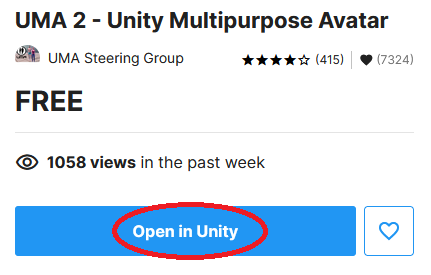 UMA 2 - Unity Multipurpose Avatar
UMA Steering Group ★★★★☆ (415) | ♥ (7324)
FREE
1058 views in the past week
Open in Unity